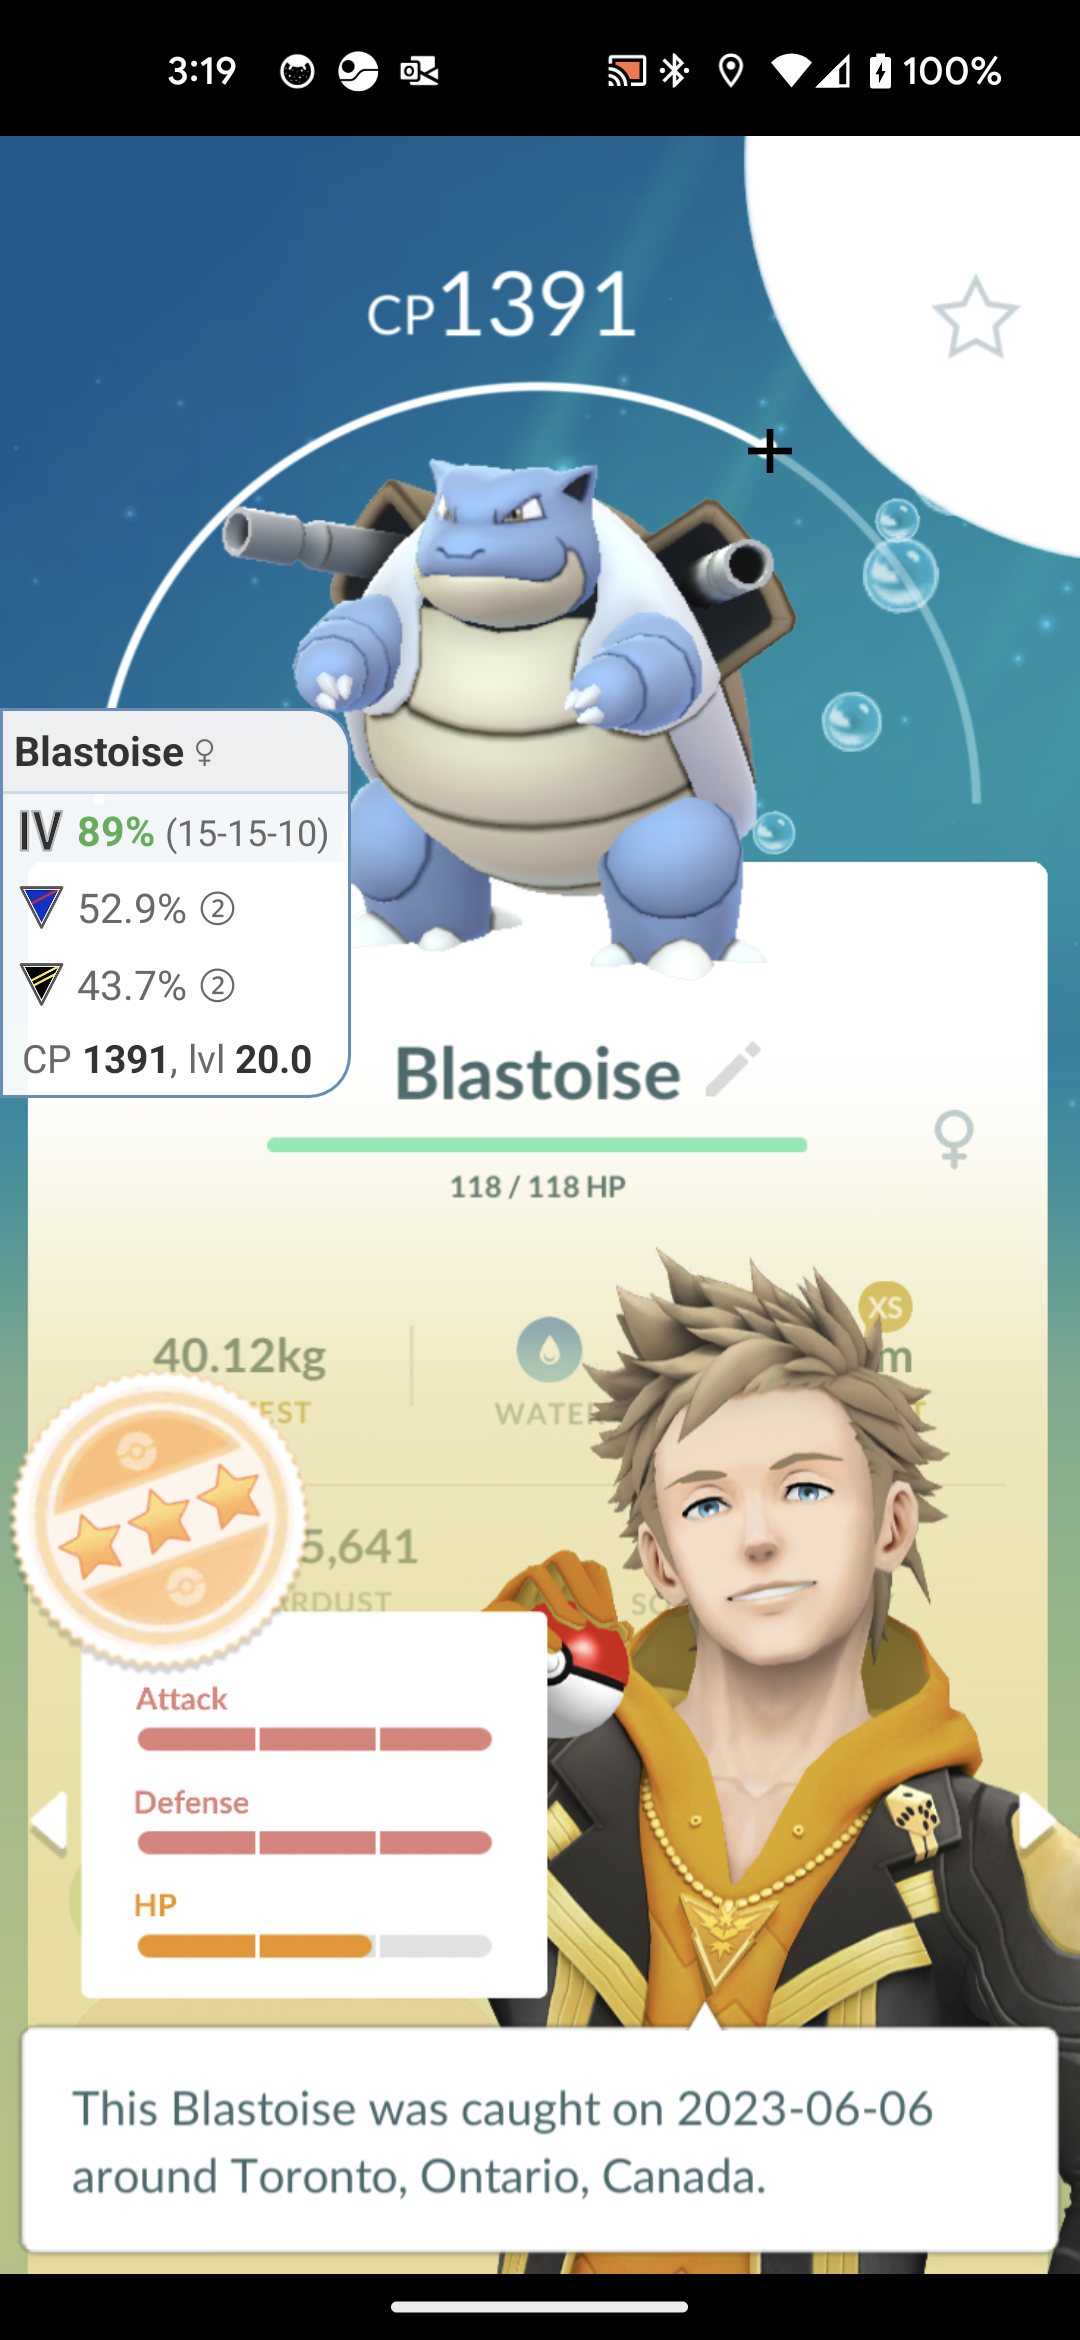 3:19
100%
CP1391
Blastoise ♀
IV 89% (15-15-10)
52.9% ②
43.7% ②
CP 1391, lvl 20.0
Blastoise
♀
118 / 118 HP
XS
40.12kg
m
WATER
5,641
Attack
Defense
HP
This Blastoise was caught on 2023-06-06
around Toronto, Ontario, Canada.